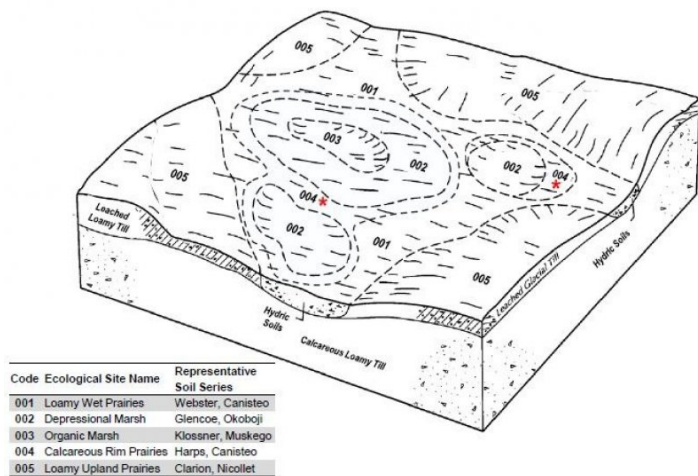 005
001
005
003
002
002
004 *
005
004 *
002
001
005
Leached
Loamy Till
Hydric
Soils
Calcareous Loamy Till
Leached Glacial Till
Hydric Soils
Code Ecological Site Name Representative
Soil Series
001 Loamy Wet Prairies Webster, Canisteo
002 Depressional Marsh Glencoe, Okoboji
003 Organic Marsh Klossner, Muskego
004 Calcareous Rim Prairies Harps, Canisteo
005 Loamy Upland Prairies Clarion, Nicollet